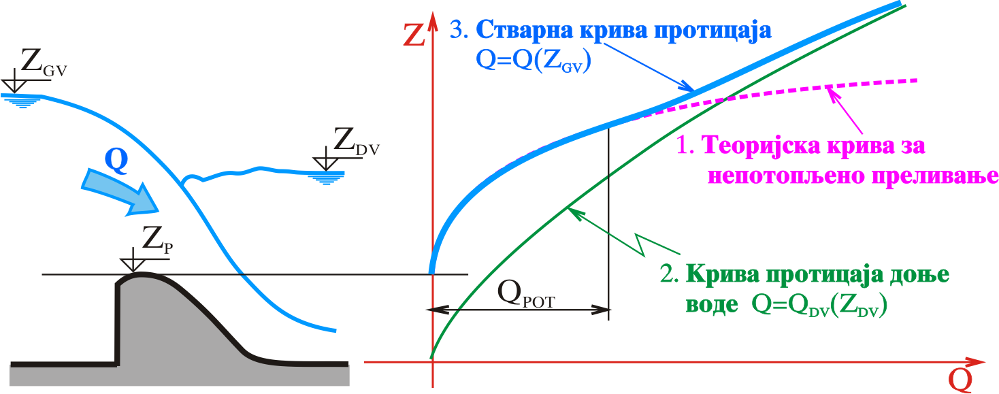 Z_GV
Z_DV
Q
Z_P
Z
3. Стварна крива протицаја
Q=Q(Z_GV)
1. Теоријска крива за
непотопљено преливање
2. Крива протицаја доње
воде Q=Q_DV(Z_DV)
Q_POT
Q